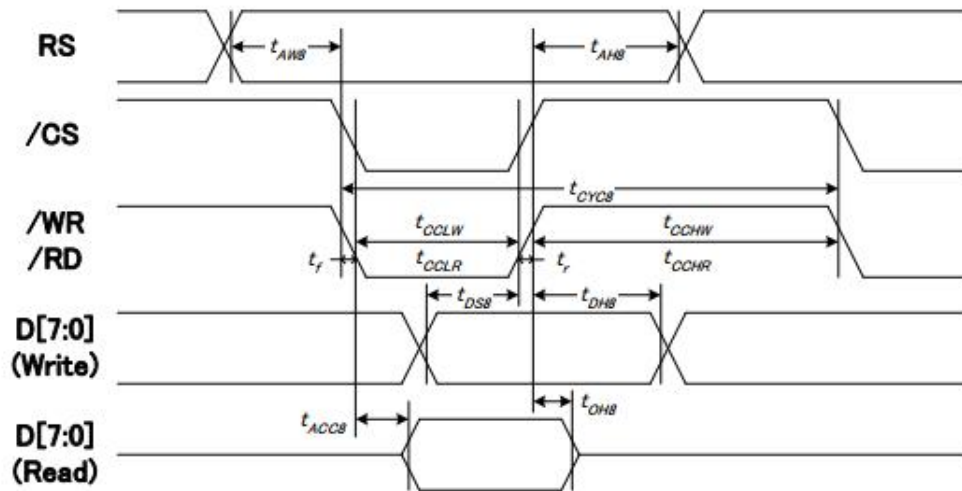 RS
t_AW8
t_AH8
/CS
t_CYC8
/WR
/RD
t_CCLW
t_CCHW
t_f
t_CCLR
t_r
t_CCHR
t_DS8
t_DH8
D[7:0]
(Write)
t_ACC8
t_OH8
D[7:0]
(Read)